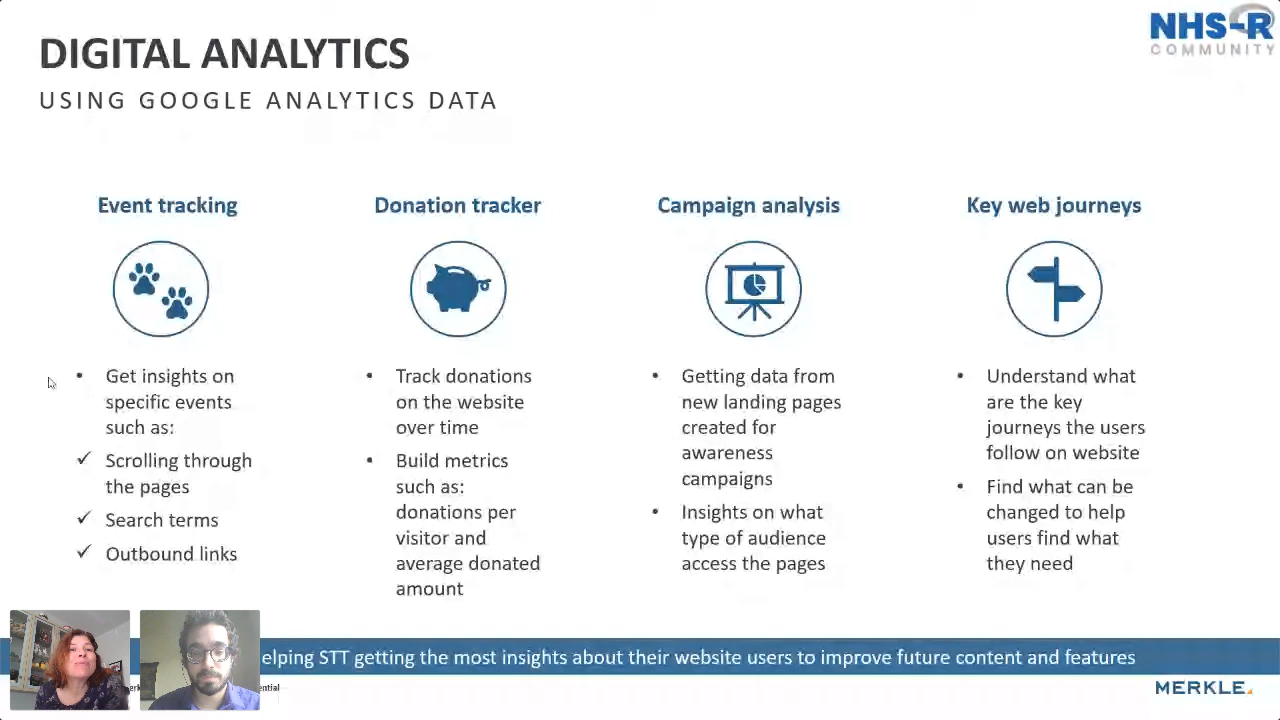 DIGITAL ANALYTICS
USING GOOGLE ANALYTICS DATA
NHS-R
COMMUNITY
Event tracking
Get insights on
specific events
such as:
Scrolling through
the pages
Search terms
Outbound links
Donation tracker
Track donations
on the website
over time
Build metrics
such as:
donations per
visitor and
average donated
amount
Campaign analysis
Getting data from
new landing pages
created for
awareness
campaigns
Insights on what
type of audience
access the pages
Key web journeys
Understand what
are the key
journeys the users
follow on website
Find what can be
changed to help
users find what
they need
elping STT getting the most insights about their website users to improve future content and features
MERKLE